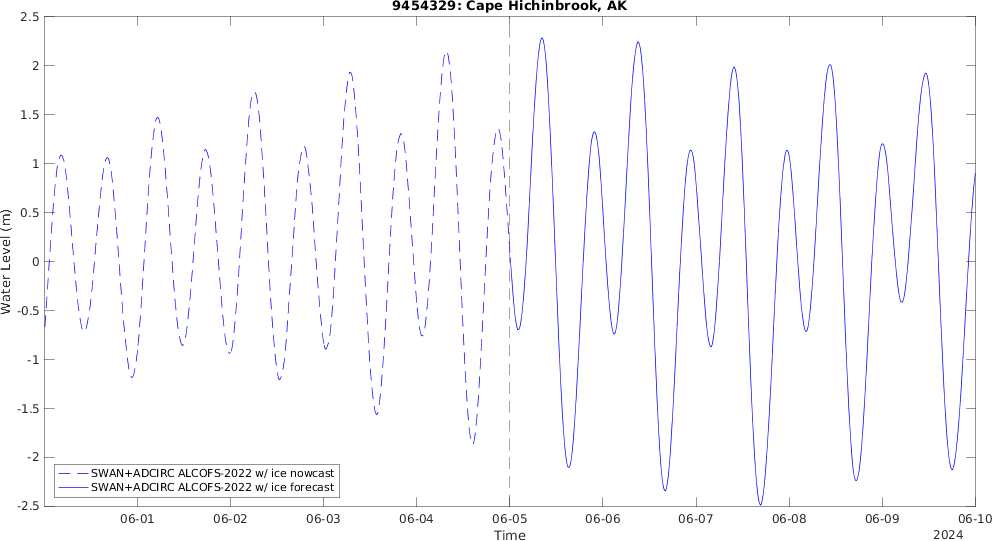 9454329: Cape Hichinbrook, AK
2.5
2
1.5
1
0.5
0
-0.5
-1
-1.5
-2
-2.5
Water Level (m)
SWAN+ADCIRC ALCOFS-2022 w/ ice nowcast
SWAN+ADCIRC ALCOFS-2022 w/ ice forecast
06-01 06-02 06-03 06-04 06-05 06-06 06-07 06-08 06-09 06-10
Time
2024